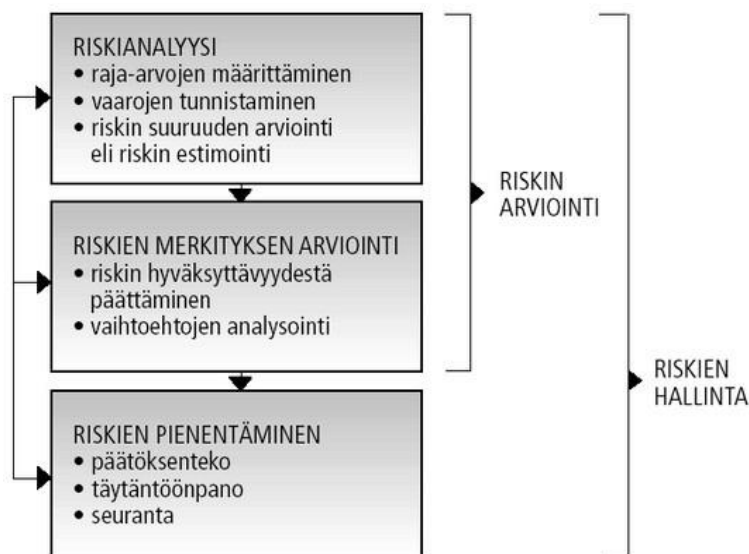 RISKIANALYYSI
• raja-arvojen määrittäminen
• vaarojen tunnistaminen
• riskin suuruuden arviointi
eli riskin estimointi
RISKIEN MERKITYKSEN ARVIOINTI
• riskin hyväksyttävyydestä
päättäminen
• vaihtoehtojen analysointi
RISKIEN PIENENTÄMINEN
• päätöksenteko
• täytäntöönpano
• seuranta
RISKIN
ARVIOINTI
RISKIEN
HALLINTA